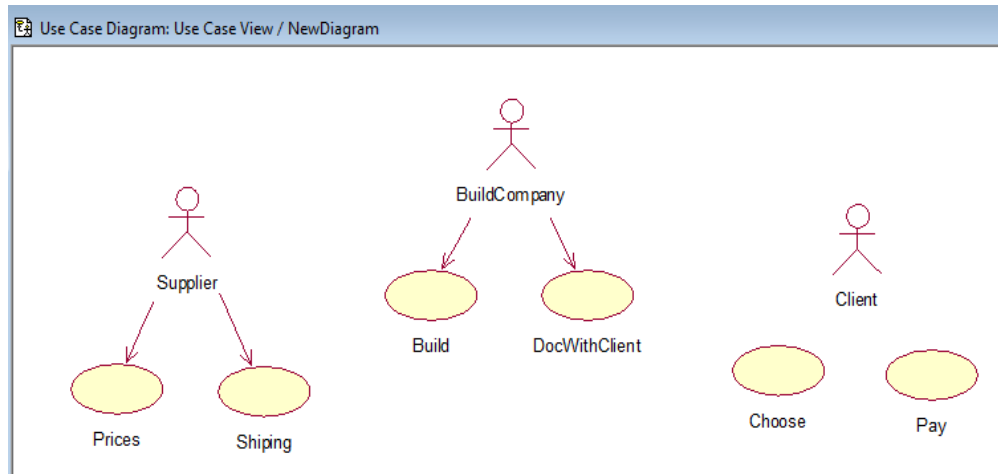 Use Case Diagram: Use Case View / NewDiagram
BuildCompany
Supplier
Client
Build
DocWithClient
Choose
Pay
Prices
Shiping